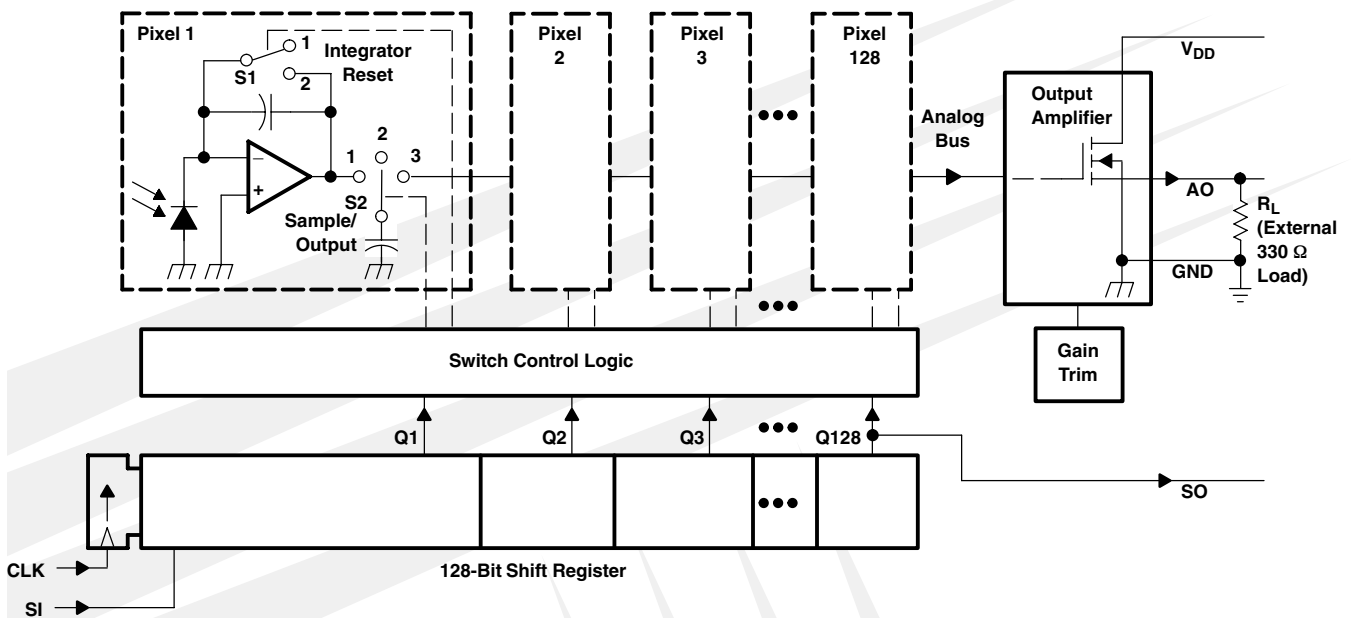 Pixel 1
1
Integrator
Reset
S1
2
2
1
3
S2
Sample/
Output
−
+
Pixel
2
Pixel
3
Pixel
128
Analog
Bus
Output
Amplifier
VDD
AO
RL
(External
330 Ω
Load)
GND
Gain
Trim
Switch Control Logic
Q1
Q2
Q3
Q128
SO
CLK
SI
128-Bit Shift Register